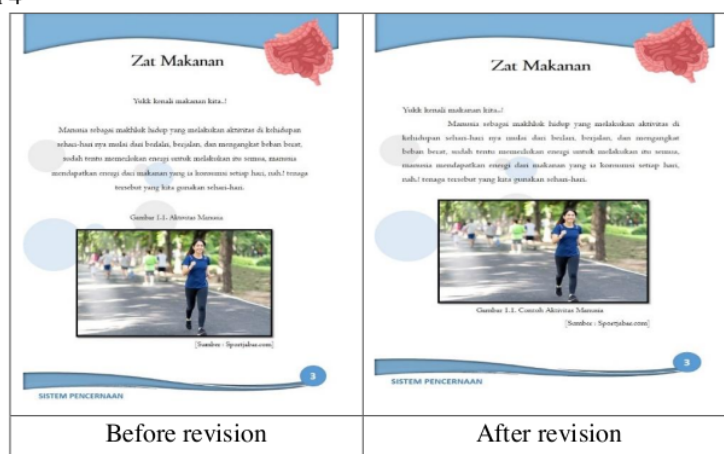 Zat Makanan
Yukk kenali makanan kita..!
Manusia sebagai makhluk hidup yang melakukan aktivitas di kehidupan
sehari-hari nya mulai dari berlari, berjalan, dan mengangkat beban berat,
sudah tentu memerlukan energi untuk melakukan itu semua, manusia
mendapatkan energi dari makanan yang ia konsumsi setiap hari, nah.! tenaga
tersebut yang kita gunakan sehari-hari.
Gambar 1.1. Aktivitas Manusia
[Sumber : Sportjabar.com]
3
SISTEM PENCERNAAN
Before revision
Zat Makanan
Yukk kenali makanan kita..!
Manusia sebagai makhluk hidup yang melakukan aktivitas di
kehidupan sehari-hari nya mulai dari berlari, berjalan, dan mengangkat
beban berat, sudah tentu memerlukan energi untuk melakukan itu semua,
manusia mendapatkan energi dari makanan yang ia konsumsi setiap hari,
nah.! tenaga tersebut yang kita gunakan sehari-hari.
Gambar 1.1. Contoh Aktivitas Manusia
[Sumber : Sportjabar.com]
3
SISTEM PENCERNAAN
After revision